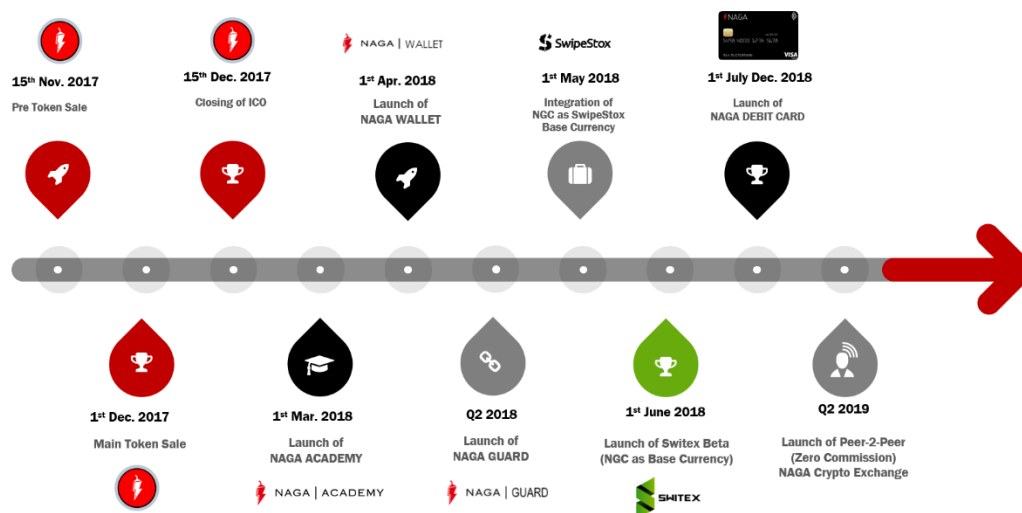 NAGA | WALLET
SwipeStox
NAGA
VISA
15th Nov. 2017
Pre Token Sale
15th Dec. 2017
Closing of ICO
1st Apr. 2018
Launch of
NAGA WALLET
1st May 2018
Integration of
NGC as SwipeStox
Base Currency
1st July Dec. 2018
Launch of
NAGA DEBIT CARD
1st Dec. 2017
Main Token Sale
1st Mar. 2018
Launch of
NAGA ACADEMY
NAGA | ACADEMY
Q2 2018
Launch of
NAGA GUARD
NAGA | GUARD
1st June 2018
Launch of Switex Beta
(NGC as Base Currency)
SWITEX
Q2 2019
Launch of Peer-2-Peer
(Zero Commission)
NAGA Crypto Exchange